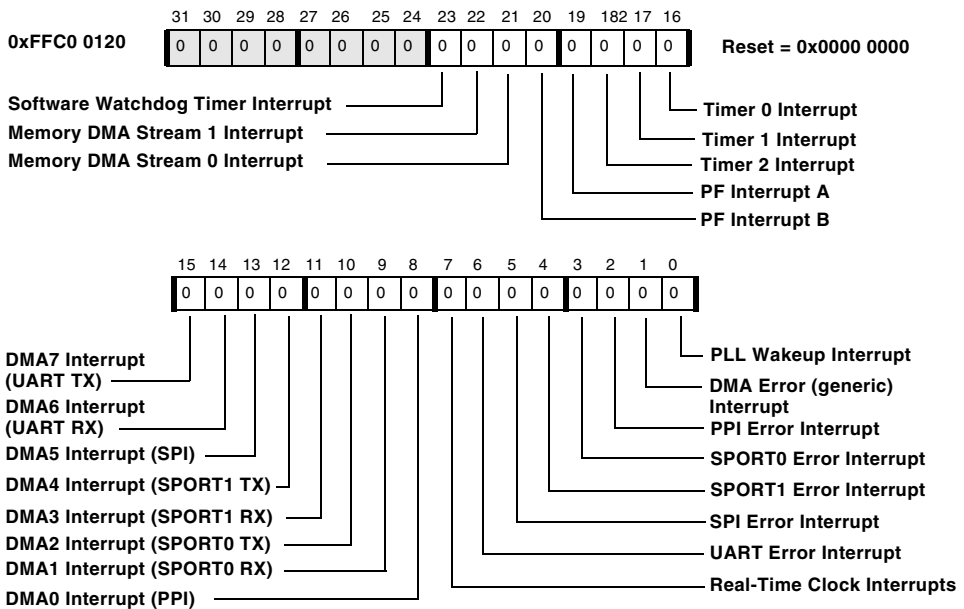 31 30 29 28 27 26 25 24 23 22 21 20 19 182 17 16
0xFFC0 0120 0 0 0 0 0 0 0 0 0 0 0 0 0 0 0 0 Reset = 0x0000 0000
Software Watchdog Timer Interrupt
Memory DMA Stream 1 Interrupt
Memory DMA Stream 0 Interrupt
Timer 0 Interrupt
Timer 1 Interrupt
Timer 2 Interrupt
PF Interrupt A
PF Interrupt B
15 14 13 12 11 10 9 8 7 6 5 4 3 2 1 0
0 0 0 0 0 0 0 0 0 0 0 0 0 0 0 0
DMA7 Interrupt
(UART TX)
DMA6 Interrupt
(UART RX)
DMA5 Interrupt (SPI)
DMA4 Interrupt (SPORT1 TX)
DMA3 Interrupt (SPORT1 RX)
DMA2 Interrupt (SPORT0 TX)
DMA1 Interrupt (SPORT0 RX)
DMA0 Interrupt (PPI)
PLL Wakeup Interrupt
DMA Error (generic)
Interrupt
PPI Error Interrupt
SPORT0 Error Interrupt
SPORT1 Error Interrupt
SPI Error Interrupt
UART Error Interrupt
Real-Time Clock Interrupts